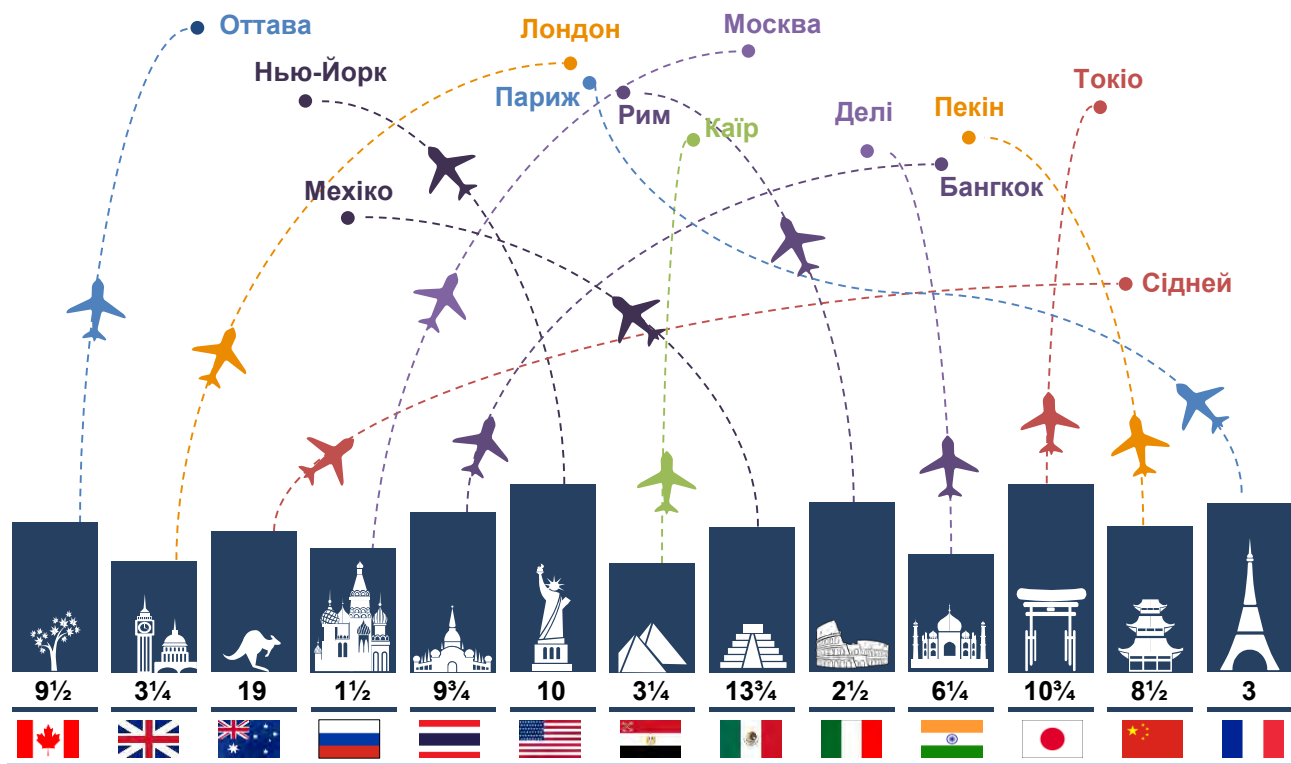 Оттава
Лондон
Москва
Нью-Йорк
Токіо
Париж
Рим
Каїр
Делі
Пекін
Мехіко
Бангкок
Сідней
9½ 3¼ 19 1½ 9¾ 10 3¼ 13¾ 2½ 6¼ 10¾ 8½ 3